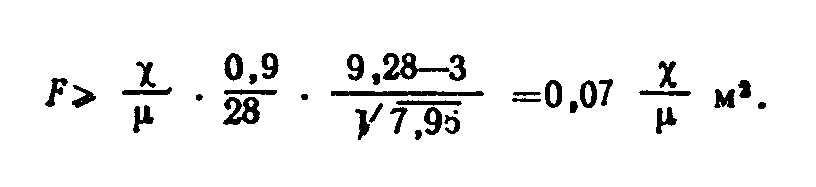 F⩾ χ/μ · 0,9/28 · 9,28—3/√7,95 =0,07 χ/μ м².